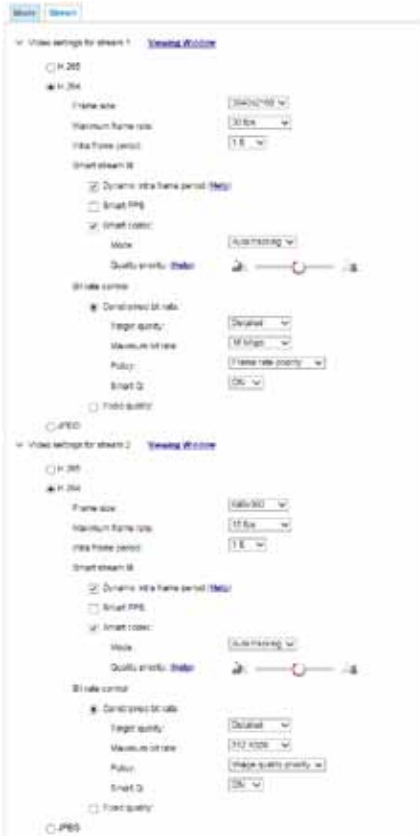 Mode Stream
Video settings for stream 1 Viewing Window
H.265
H.264
Frame size: 3840x2160
Maximum frame rate: 30 fps
Intra frame period: 1 S
Smart stream III
Dynamic intra frame period (Help)
Smart FPS
Smart codec:
Mode: Auto tracking
Quality priority: (Help)
Bit rate control
Constrained bit rate:
Target quality: Detailed
Maximum bit rate: Mbps
Policy: Frame rate priority
Smart Q: ON
Fixed quality:
JPEG
Video settings for stream 2 Viewing Window
H.265
H.264
Frame size:
Maximum frame rate: 15 fps
Intra frame period: 1 S
Smart stream III
Dynamic intra frame period (Help)
Smart FPS
Smart codec:
Mode: Auto tracking
Quality priority: (Help)
Bit rate control
Constrained bit rate:
Target quality: Detailed
Maximum bit rate: 512 Kbps
Policy: Image quality priority
Smart Q: ON
Fixed quality:
JPEG